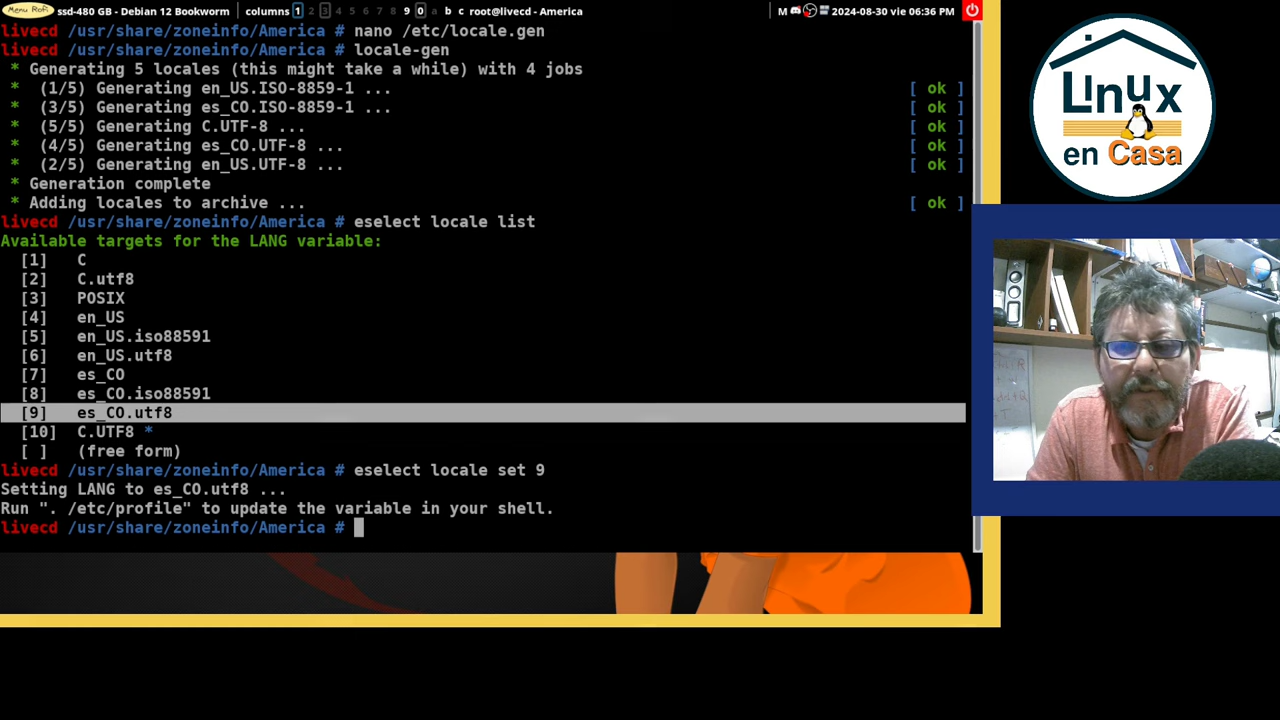 Menu Rofi ssd-480 GB - Debian 12 Bookworm columns 1 2 3 4 5 6 7 8 9 0 a b c root@livecd - America M 2024-08-30 vie 06:36 PM
livecd /usr/share/zoneinfo/America # nano /etc/locale.gen
livecd /usr/share/zoneinfo/America # locale-gen
* Generating 5 locales (this might take a while) with 4 jobs
* (1/5) Generating en_US.ISO-8859-1 ... [ ok ]
* (3/5) Generating es_CO.ISO-8859-1 ... [ ok ]
* (5/5) Generating C.UTF-8 ... [ ok ]
* (4/5) Generating es_CO.UTF-8 ... [ ok ]
* (2/5) Generating en_US.UTF-8 ... [ ok ]
* Generation complete
* Adding locales to archive ... [ ok ]
livecd /usr/share/zoneinfo/America # eselect locale list
Available targets for the LANG variable:
[1] C
[2] C.utf8
[3] POSIX
[4] en_US
[5] en_US.iso88591
[6] en_US.utf8
[7] es_CO
[8] es_CO.iso88591
[9] es_CO.utf8
[10] C.UTF8 *
[ ] (free form)
livecd /usr/share/zoneinfo/America # eselect locale set 9
Setting LANG to es_CO.utf8 ...
Run ". /etc/profile" to update the variable in your shell.
livecd /usr/share/zoneinfo/America #
Linux
en Casa